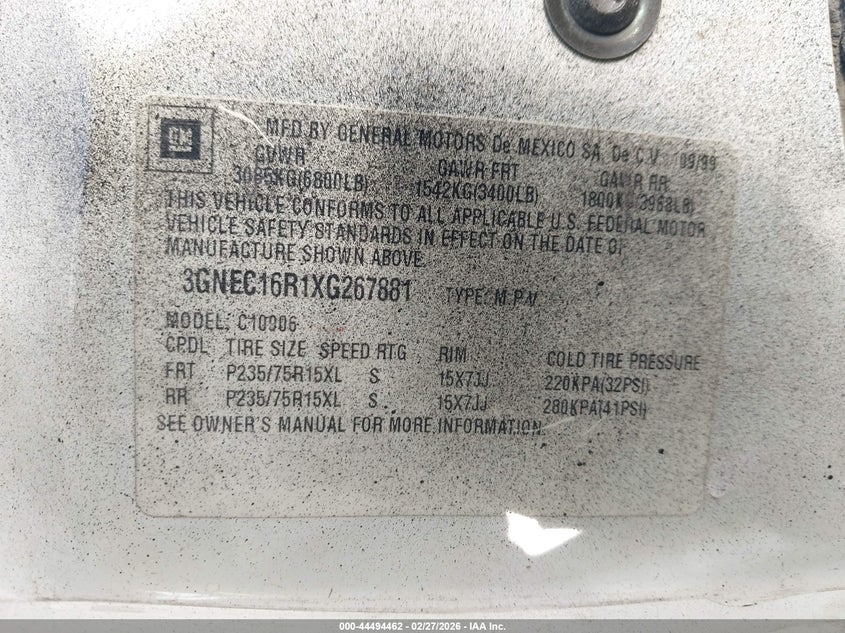 GM
MFD BY GENERAL MOTORS De MEXICO SA. De C.V. 09/99
GVWR GAWR FRT GAWR RR
3085KG(6800LB) 1542KG(3400LB) 1800K 3968LB)
THIS VEHICLE CONFORMS TO ALL APPLICABLE U.S. FEDERAL MOTOR
VEHICLE SAFETY STANDARDS IN EFFECT ON THE DATE OF
MANUFACTURE SHOWN ABOVE.
3GNEC16R1XG267881 TYPE: M.P.V
MODEL: C10906
CPDL TIRE SIZE SPEED RTG RIM COLD TIRE PRESSURE
FRT P235/75R15XL S 15X7JJ 220KPA(32PSI)
RR P235/75R15XL S 15X7JJ 280KPA(41PSI)
SEE OWNER'S MANUAL FOR MORE INFORMATION.
000-44494462 - 02/27/2026 - IAA Inc.